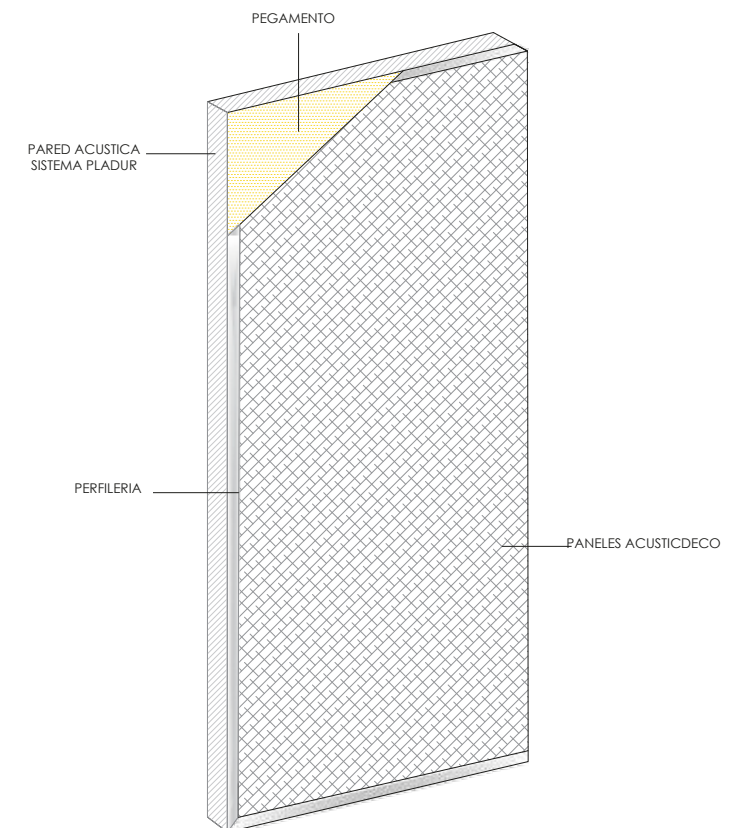 PEGAMENTO
PARED ACUSTICA
SISTEMA PLADUR
PERFILERIA
PANELES ACUSTICDECO